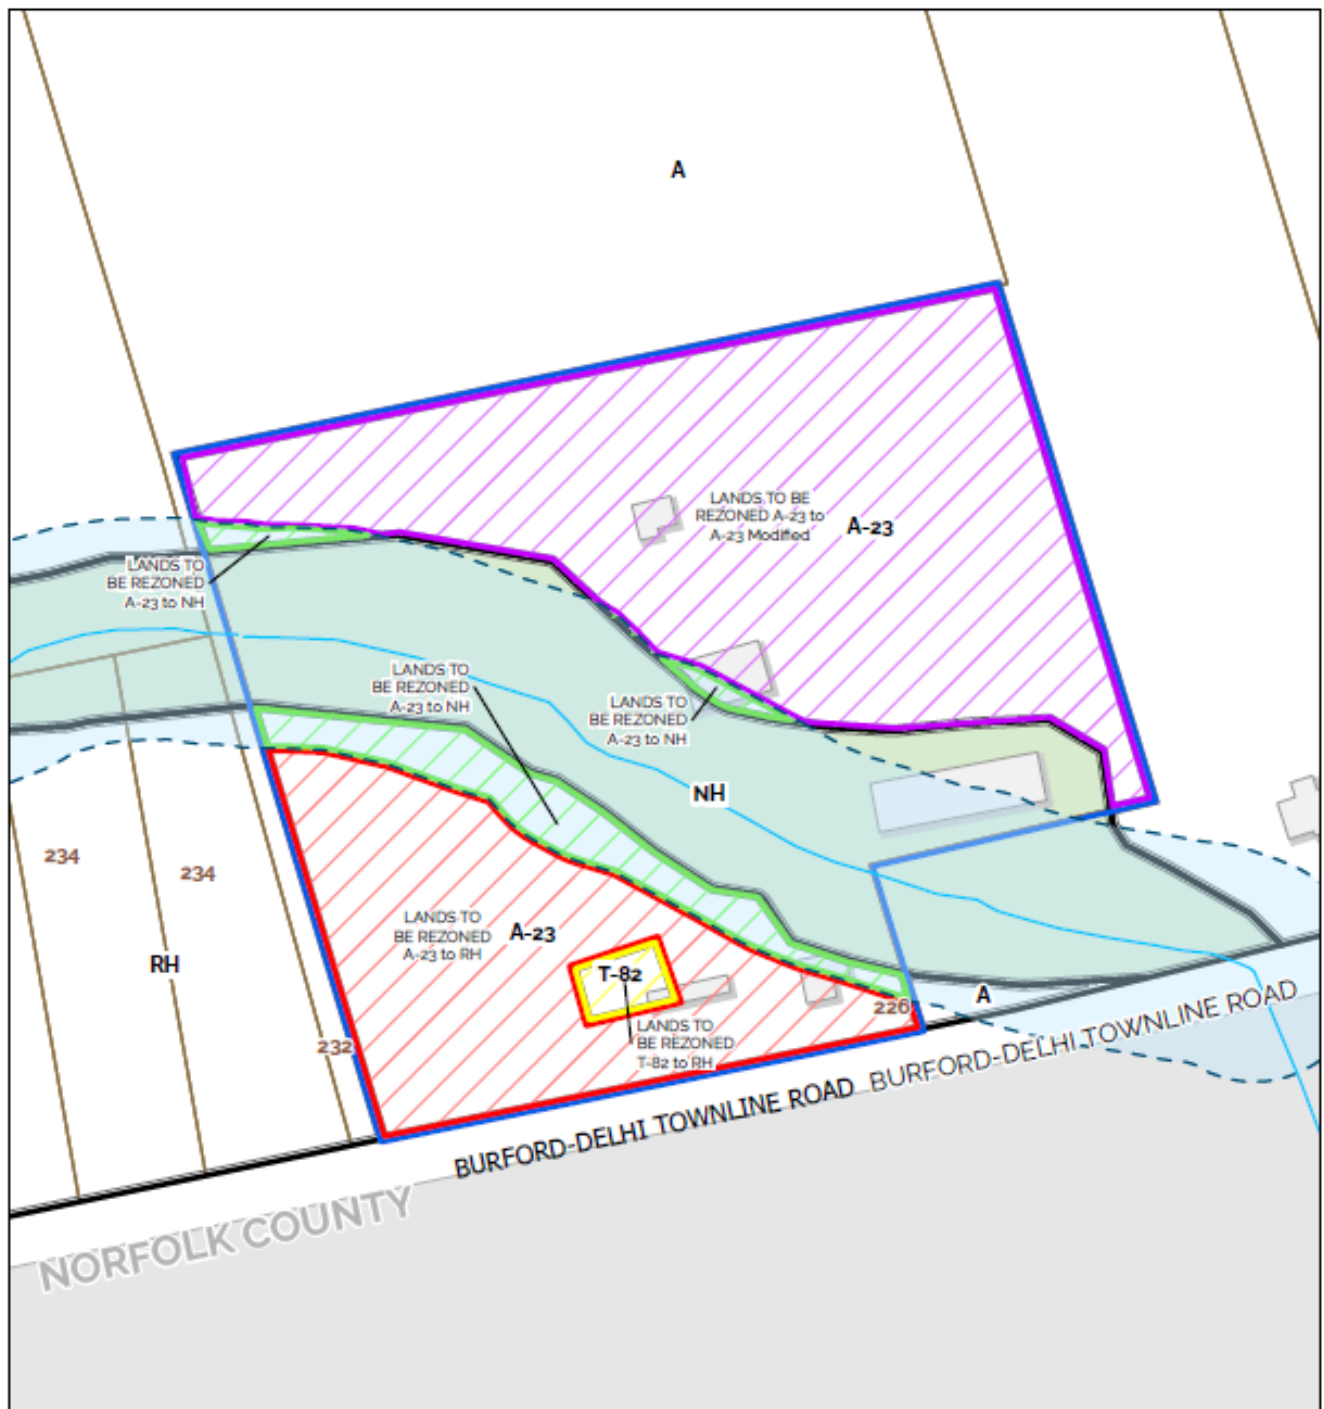 A
LANDS TO BE
REZONED A-23 to
A-23 Modified
A-23
LANDS TO
BE REZONED
A-23 to NH
LANDS TO
BE REZONED
A-23 to NH
LANDS TO
BE REZONED
A-23 to NH
NH
234
234
RH
LANDS TO
BE REZONED
A-23 to RH
A-23
T-82
A
226
LANDS TO
BE REZONED
T-82 to RH
232
BURFORD-DELHI TOWNLINE ROAD
BURFORD-DELHI TOWNLINE ROAD
NORFOLK COUNTY